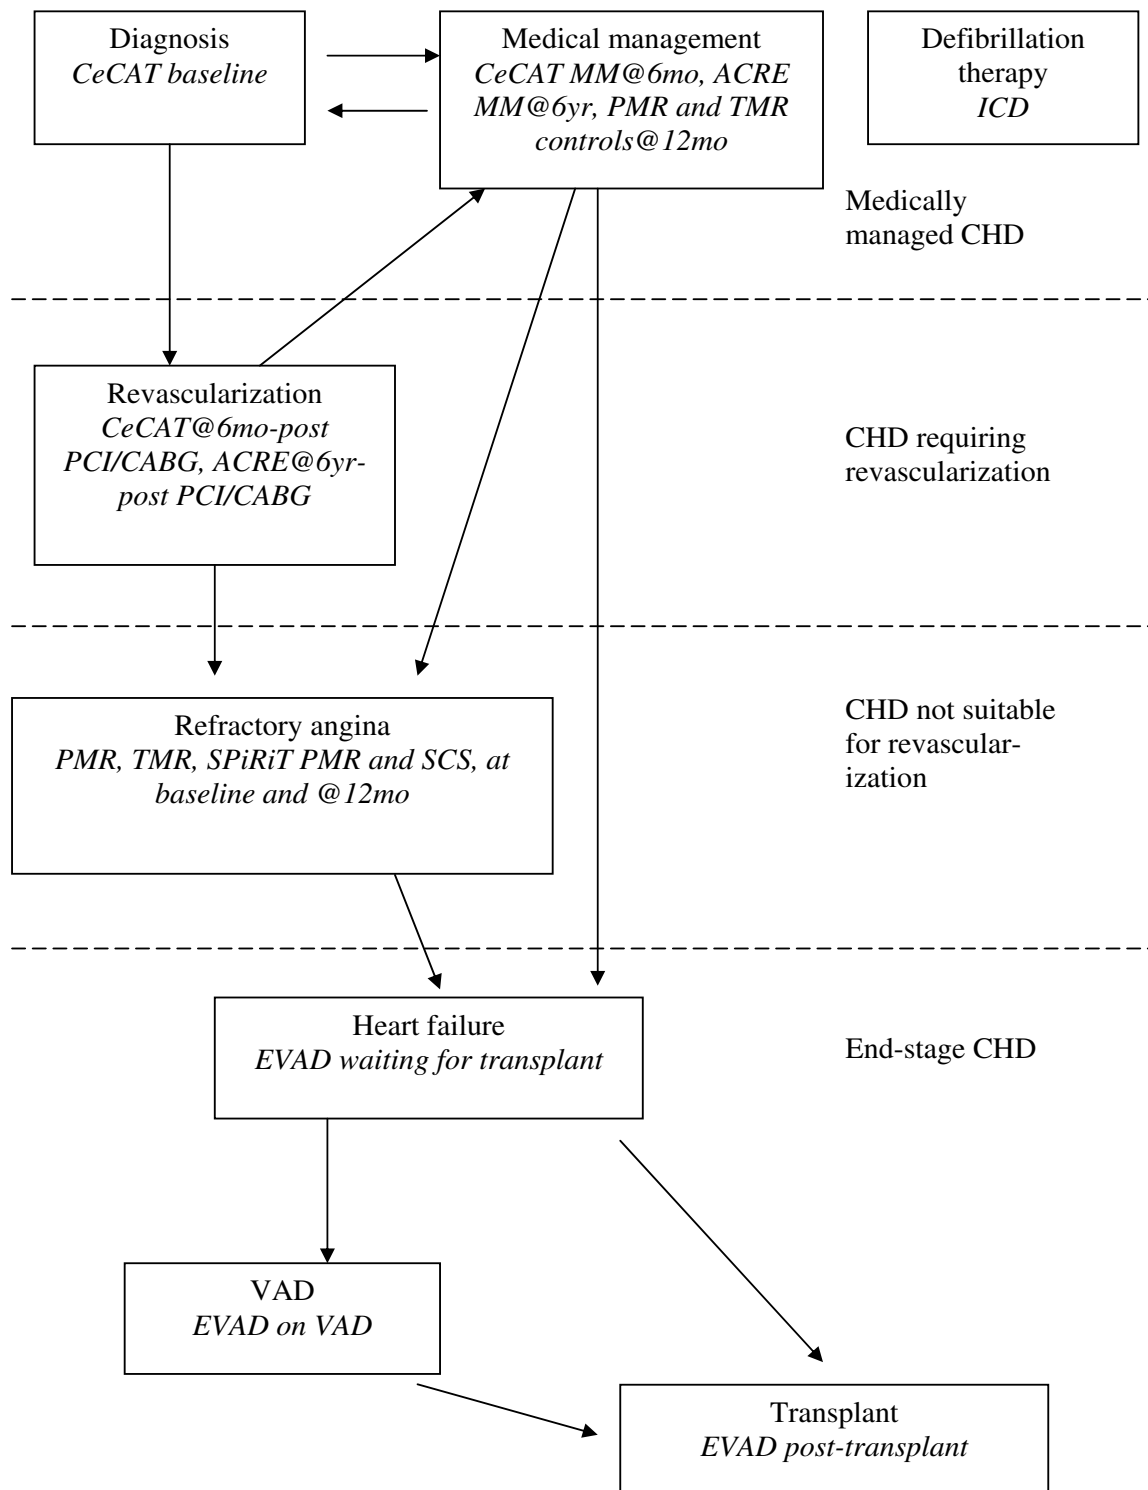 Diagnosis
CeCAT baseline
Medical management
CeCAT MM@6mo, ACRE
MM@6yr, PMR and TMR
controls@12mo
Defibrillation
therapy
ICD
Medically
managed CHD
Revascularization
CeCAT@6mo-post
PCI/CABG, ACRE@6yr-
post PCI/CABG
CHD requiring
revascularization
Refractory angina
PMR, TMR, SPiRiT PMR and SCS, at
baseline and @12mo
CHD not suitable
for revascular-
ization
Heart failure
EVAD waiting for transplant
End-stage CHD
VAD
EVAD on VAD
Transplant
EVAD post-transplant